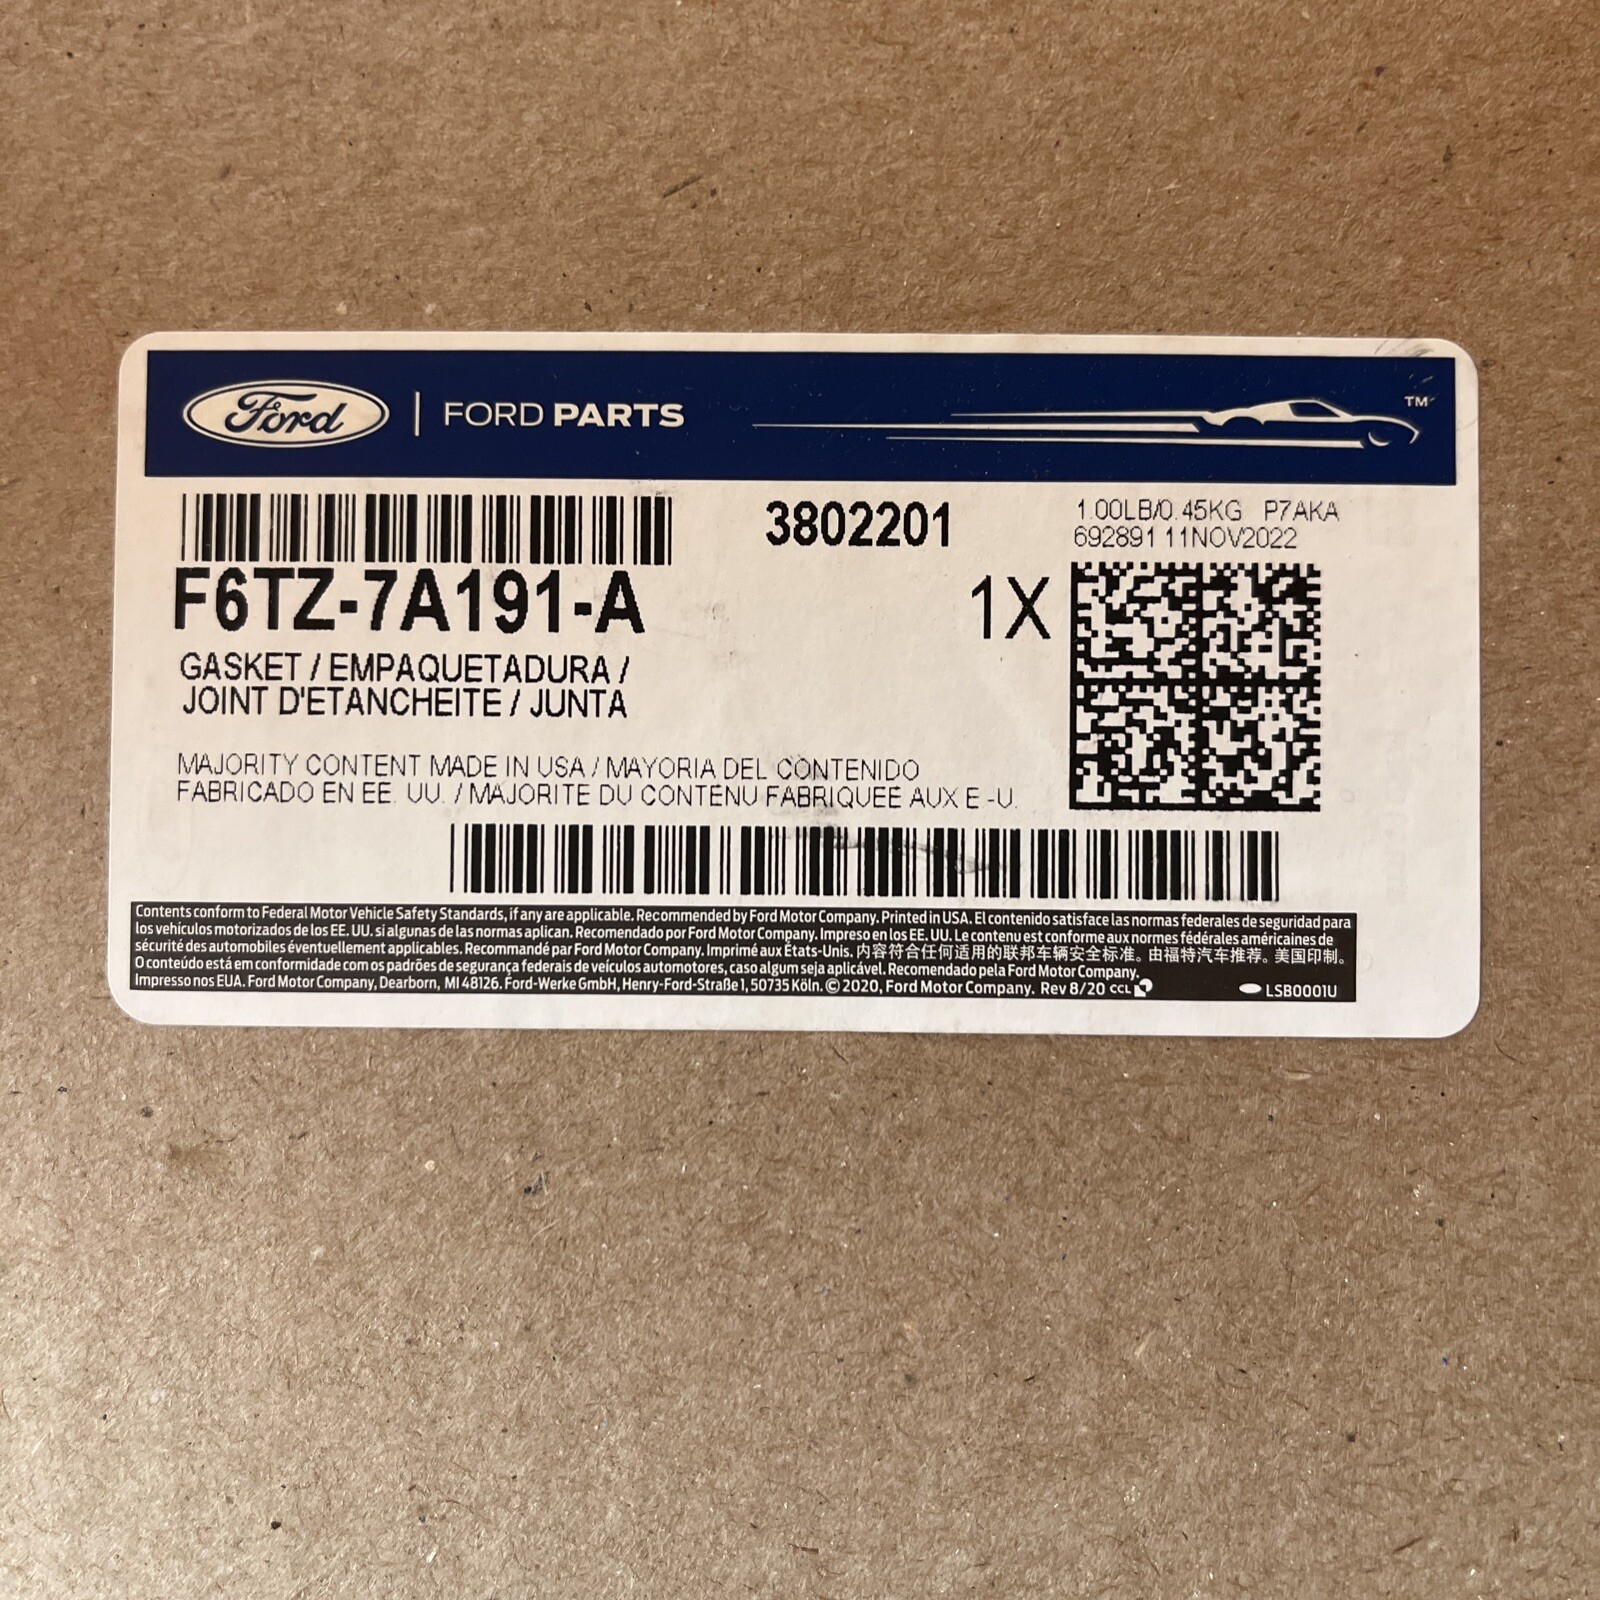 Ford | FORD PARTS ™
3802201
1.00LB/0.45KG P7AKA
692891 11NOV2022
F6TZ-7A191-A
1X
GASKET / EMPAQUETADURA /
JOINT D'ETANCHEITE / JUNTA
MAJORITY CONTENT MADE IN USA / MAYORIA DEL CONTENIDO
FABRICADO EN EE. UU. / MAJORITE DU CONTENU FABRIQUEE AUX E.-U.
Contents conform to Federal Motor Vehicle Safety Standards, if any are applicable. Recommended by Ford Motor Company. Printed in USA. El contenido satisface las normas federales de seguridad para
los vehículos motorizados de los EE. UU. si algunas de las normas aplican. Recomendado por Ford Motor Company. Impreso en los EE. UU. Le contenu est conforme aux normes fédérales américaines de
sécurité des automobiles éventuellement applicables. Recommandé par Ford Motor Company. Imprimé aux États-Unis. 内容符合任何适用的联邦车辆安全标准。由福特汽车推荐。美国印制。
O conteúdo está em conformidade com os padrões de segurança federais de veículos automotores, caso algum seja aplicável. Recomendado pela Ford Motor Company.
Impresso nos EUA. Ford Motor Company, Dearborn, MI 48126. Ford-Werke GmbH, Henry-Ford-Straße 1, 50735 Köln. © 2020, Ford Motor Company. Rev 8/20 CCL
LSB0001U